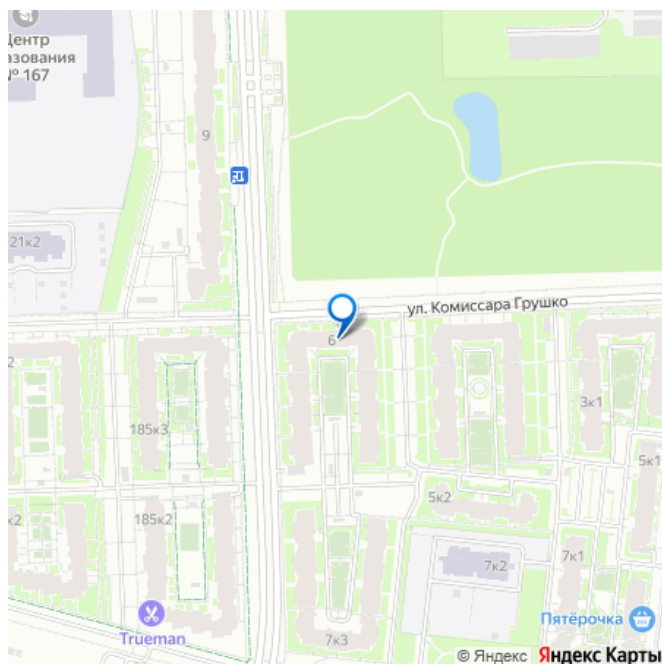 Центр
азования
№ 167
9
21к2
ул. Комиссара Грушко
6
2
185к3
3к1
5к1
5к2
к2
185к2
7к1
7к2
Пятёрочка
Trueman
7к3
© Яндекс Яндекс Карты